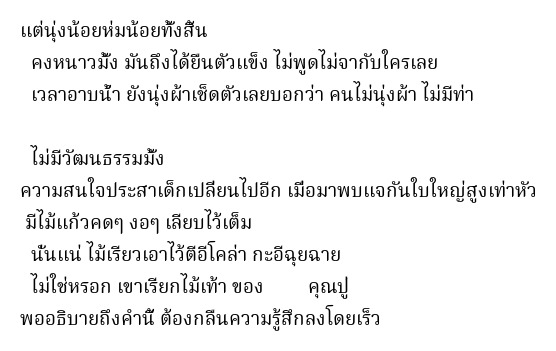 แต่นุ่งน้อยห่มน้อยทั้งสิ้น
คงหนาวมั้ง มันถึงได้ยืนตัวแข็ง ไม่พูดไม่จากับใครเลย
เวลาอาบน้ำ ยังนุ่งผ้าเช็ดตัวเลยบอกว่า คนไม่นุ่งผ้า ไม่มีท่า
ไม่มีวัฒนธรรมมั้ง
ความสนใจประสาเด็กเปลี่ยนไปอีก เมื่อมาพบแจกันใบใหญ่สูงเท่าหัว
มีไม้แก้วคดๆ งอๆ เลียบไว้เต็ม
นั่นแน่ ไม้เรียวเอาไว้ตีอีโคล่า กะอีฉุยฉาย
ไม่ใช่หรอก เขาเรียกไม้เท้า ของ คุณปู่
พออธิบายถึงคำนี้ ต้องกลืนความรู้สึกลงโดยเร็ว